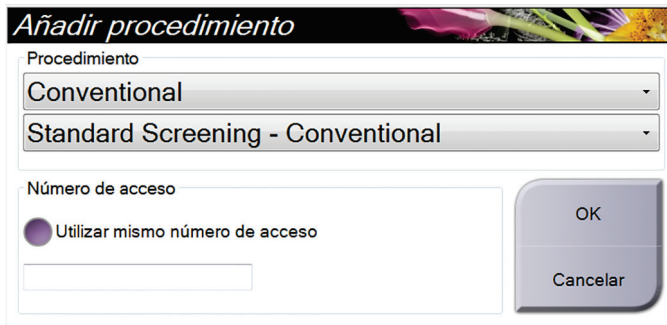 Añadir procedimiento
Procedimiento
Conventional
Standard Screening - Conventional
Número de acceso
Utilizar mismo número de acceso
OK
Cancelar